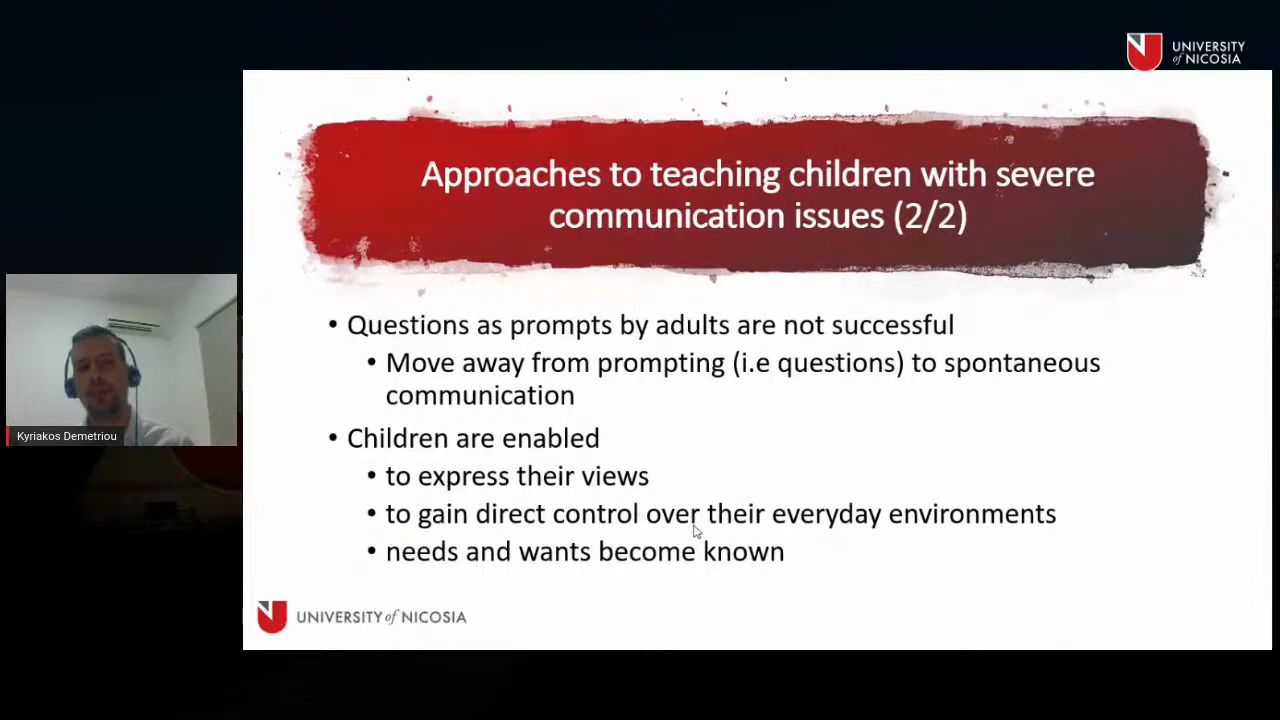 UNIVERSITY
of NICOSIA
Approaches to teaching children with severe
communication issues (2/2)
• Questions as prompts by adults are not successful
• Move away from prompting (i.e questions) to spontaneous
communication
• Children are enabled
• to express their views
• to gain direct control over their everyday environments
• needs and wants become known
Kyriakos Demetriou
UNIVERSITY of NICOSIA